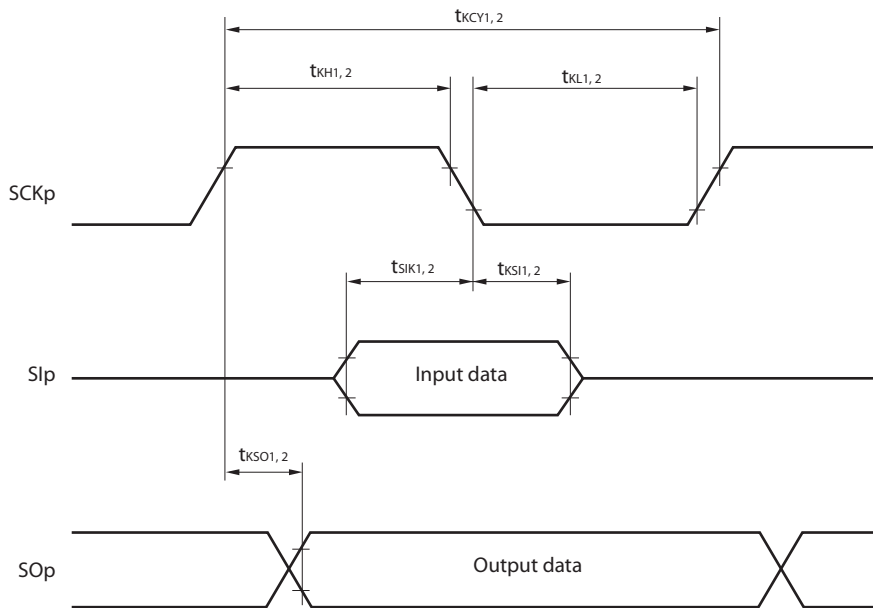 tKCY1, 2
tKH1, 2
tKL1, 2
SCKp
tSIK1, 2
tKSI1, 2
SIp
Input data
tKSO1, 2
SOp
Output data